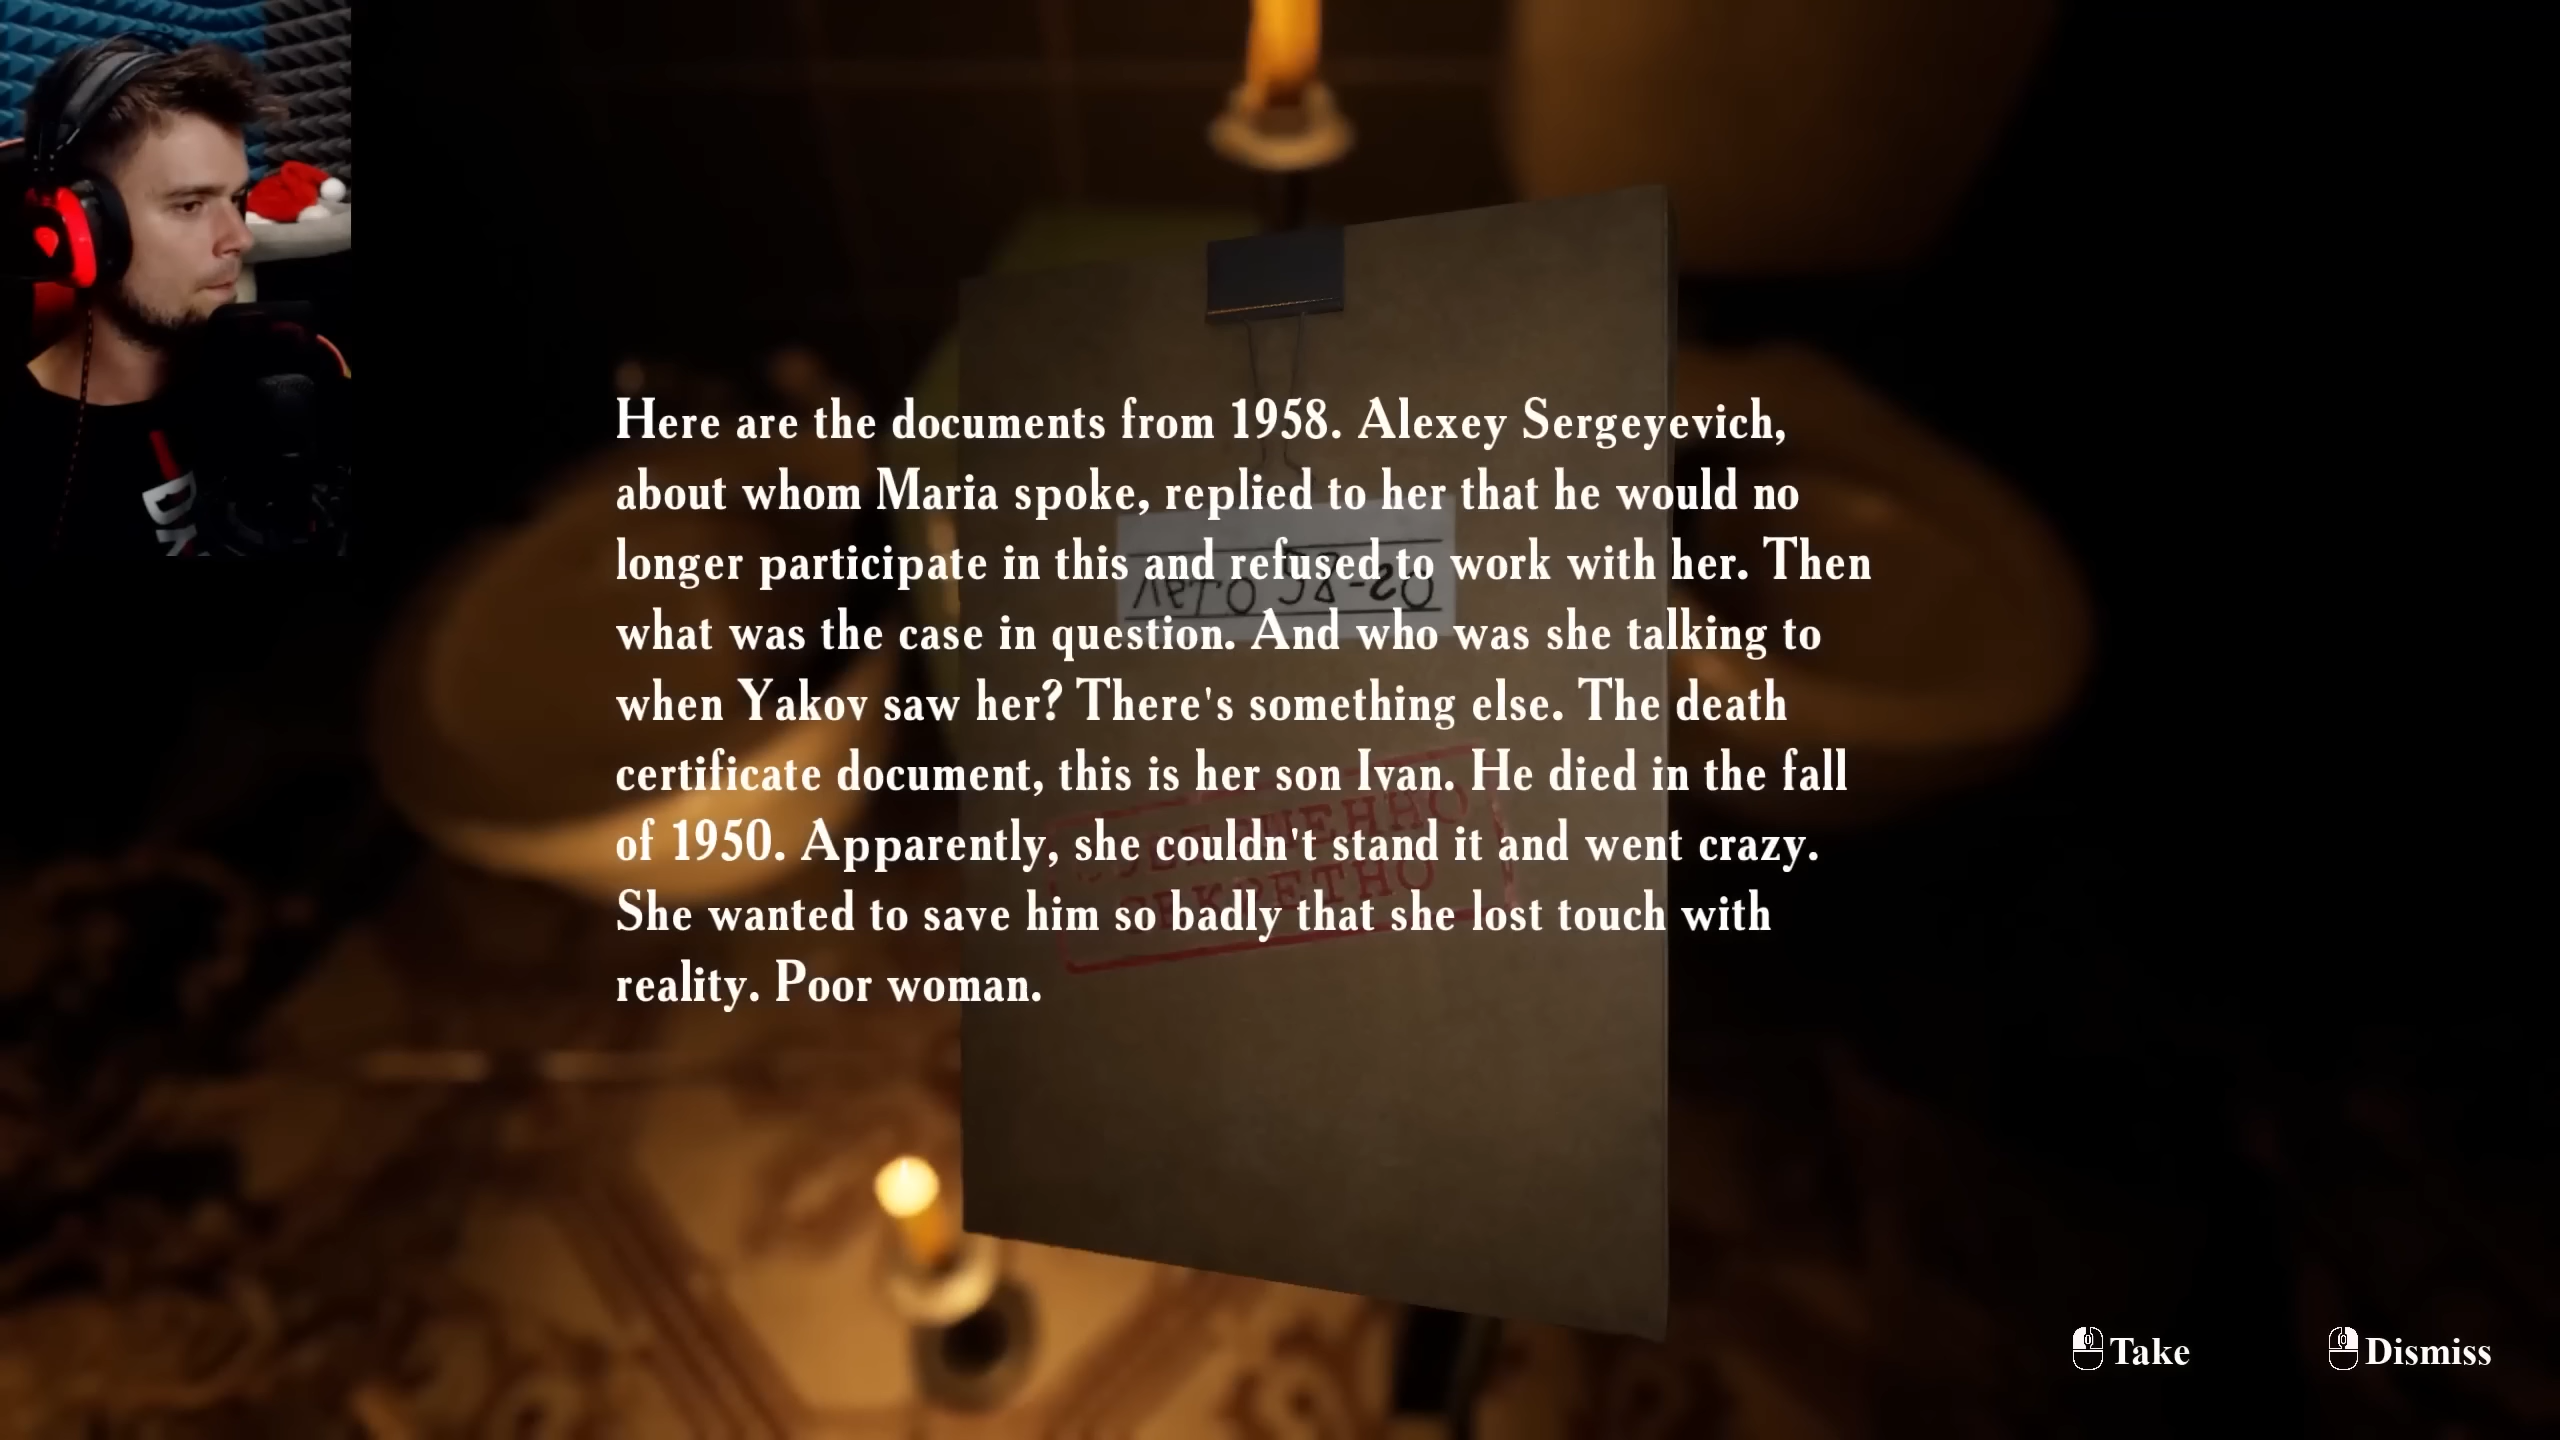 Here are the documents from 1958. Alexey Sergeyevich,
about whom Maria spoke, replied to her that he would no
longer participate in this and refused to work with her. Then
what was the case in question. And who was she talking to
when Yakov saw her? There's something else. The death
certificate document, this is her son Ivan. He died in the fall
of 1950. Apparently, she couldn't stand it and went crazy.
She wanted to save him so badly that she lost touch with
reality. Poor woman.
СЕКРЕТНО
Take
Dismiss